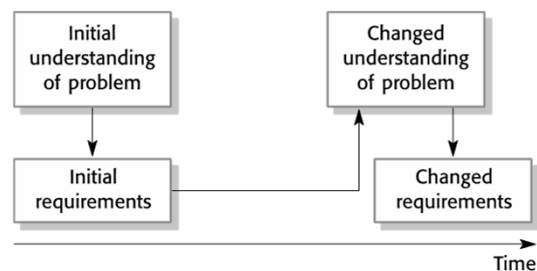 Initial
understanding
of problem
Changed
understanding
of problem
Initial
requirements
Changed
requirements
Time